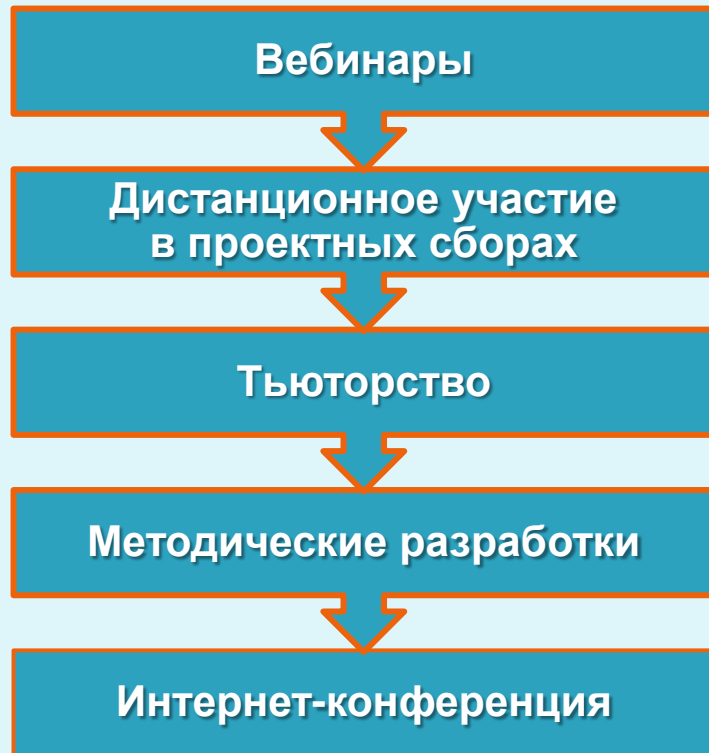 Вебинары
Дистанционное участие
в проектных сборах
Тьюторство
Методические разработки
Интернет-конференция